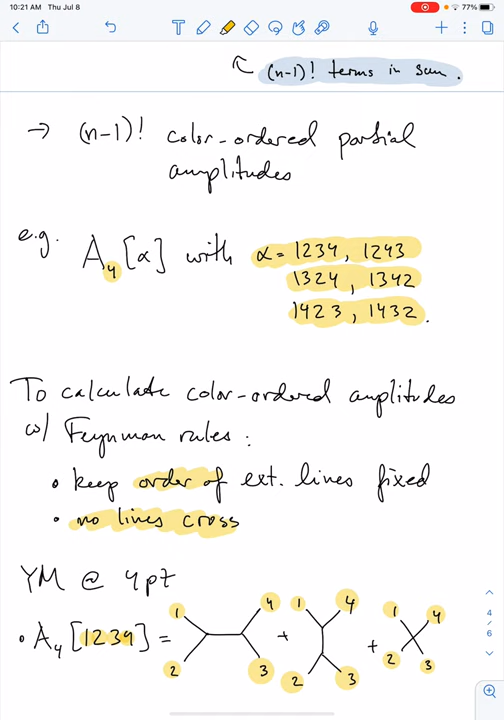 10:21 AM Thu Jul 8
77%
(n-1)! terms in sum.
→ (n-1)! color-ordered partial
amplitudes
e.g. A₄[α] with α = 1234, 1243
1324, 1342
1423, 1432.
To calculate color-ordered amplitudes
w/ Feynman rules:
• keep order of ext. lines fixed
• no lines cross
YM @ 4pt
• A₄[1234] = 1 2 3 4 + 1 2 3 4 + 1 2 3 4
4
/
6